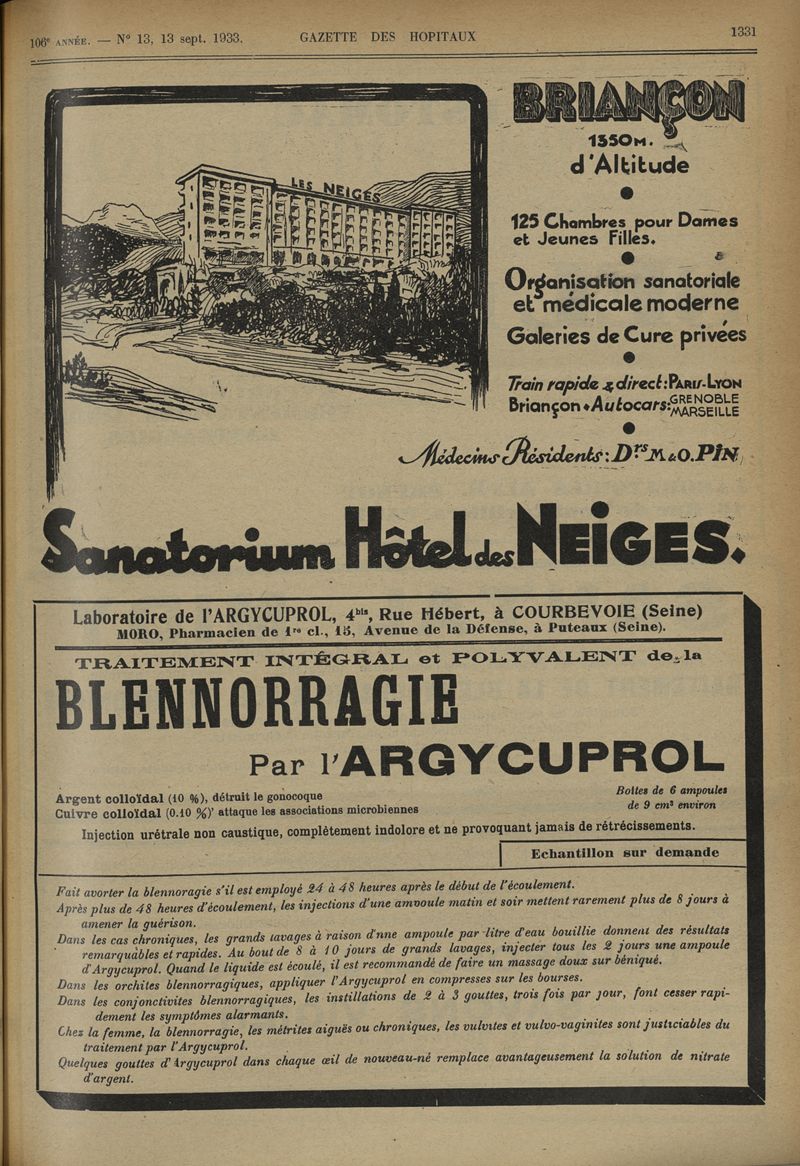 106e ANNÉE. — No 13, 13 sept. 1933.
GAZETTE DES HOPITAUX
1331
LES NEIGES
BRIANÇON
1350M.
d'Altitude
125 Chambres pour Dames
et Jeunes Filles.
Organisation sanatoriale
et médicale moderne
Galeries de Cure privées
Train rapide & direct: PARIS-LYON
Briançon • Autocars: GRENOBLE
MARSEILLE
Médecins Résidents: Drs M & O. PIN
Sanatorium Hôtel des NEIGES.
Laboratoire de l'ARGYCUPROL, 4bis, Rue Hébert, à COURBEVOIE (Seine)
MORO, Pharmacien de 1re cl., 15, Avenue de la Défense, à Puteaux (Seine).
TRAITEMENT INTÉGRAL et POLYVALENT de la
BLENNORRAGIE
Par l'ARGYCUPROL
Argent colloïdal (10 %), détruit le gonocoque
Cuivre colloïdal (0.10 %) attaque les associations microbiennes
Boites de 6 ampoules
de 9 cm3 environ
Injection urétrale non caustique, complètement indolore et ne provoquant jamais de rétrécissements.
Echantillon sur demande
Fait avorter la blennoragie s'il est employé 24 à 48 heures après le début de l'écoulement.
Après plus de 48 heures d'écoulement, les injections d'une amvoule matin et soir mettent rarement plus de 8 jours à
amener la guérison.
Dans les cas chroniques, les grands lavages à raison d'nne ampoule par litre d'eau bouillie donnent des résultats
remarquables et rapides. Au bout de 8 à 10 jours de grands lavages, injecter tous les 2 jours une ampoule
d'Argycuprol. Quand le liquide est écoulé, il est recommandé de faire un massage doux sur béniqué.
Dans les orchites blennorragiques, appliquer l'Argycuprol en compresses sur les bourses.
Dans les conjonctivites blennorragiques, les instillations de 2 à 3 gouttes, trois fois par jour, font cesser rapi-
dement les symptômes alarmants.
Chez la femme, la blennorragie, les métrites aiguës ou chroniques, les vulvites et vulvo-vaginites sont justiciables du
traitement par l'Argycuprol.
Quelques gouttes d'Argycuprol dans chaque œil de nouveau-né remplace avantageusement la solution de nitrate
d'argent.